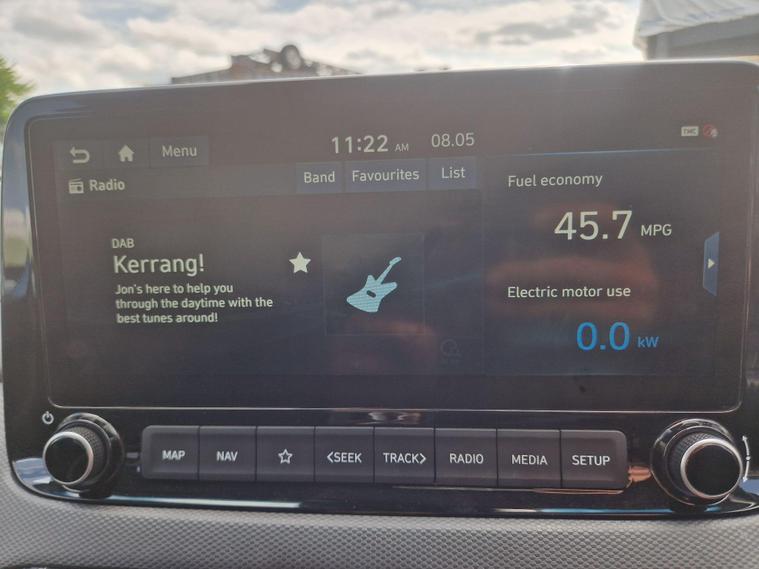 Menu
11:22 AM
08.05
TMC
Radio
Band
Favourites
List
DAB
Kerrang!
Jon's here to help you
through the daytime with the
best tunes around!
Fuel economy
45.7 MPG
Electric motor use
0.0 kW
MAP
NAV
<SEEK
TRACK>
RADIO
MEDIA
SETUP